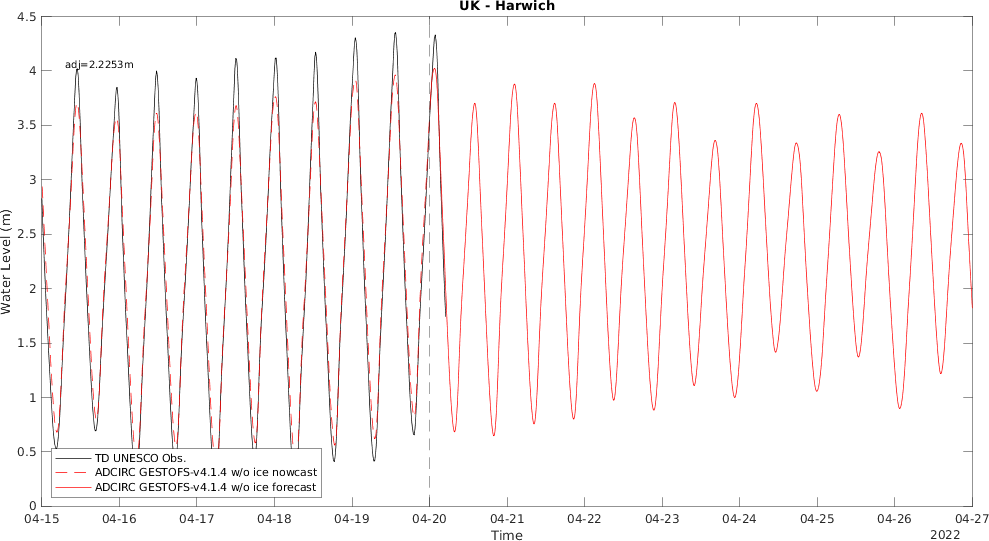 UK - Harwich
4.5
4
3.5
3
2.5
2
1.5
1
0.5
0
Water Level (m)
adj=2.2253m
TD UNESCO Obs.
ADCIRC GESTOFS-v4.1.4 w/o ice nowcast
ADCIRC GESTOFS-v4.1.4 w/o ice forecast
04-15 04-16 04-17 04-18 04-19 04-20 04-21 04-22 04-23 04-24 04-25 04-26 04-27
Time
2022